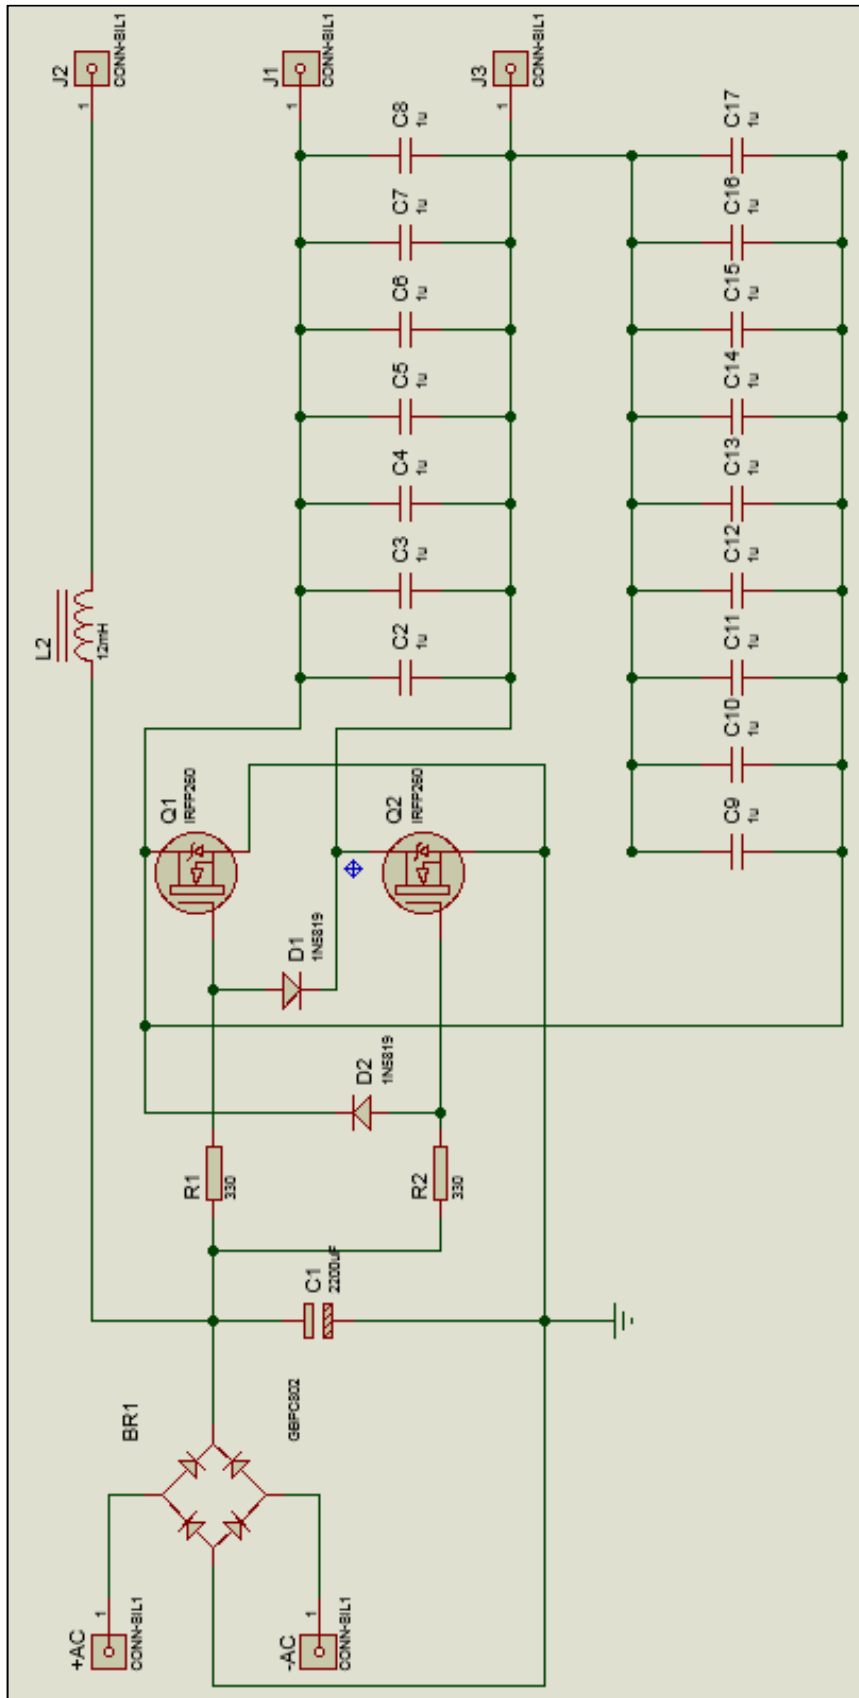 J2
1
CONN-SIL1
J1
1
CONN-SIL1
J3
1
CONN-SIL1
C8
1u
C7
1u
C6
1u
C5
1u
C4
1u
C3
1u
C2
1u
C17
1u
C16
1u
C15
1u
C14
1u
C13
1u
C12
1u
C11
1u
C10
1u
C9
1u
L2
12mH
Q1
IRFP260
Q2
IRFP260
D1
1N5819
D2
1N5819
R1
330
R2
330
C1
2200uF
BR1
GBPC802
+AC
1
CONN-SIL1
-AC
1
CONN-SIL1